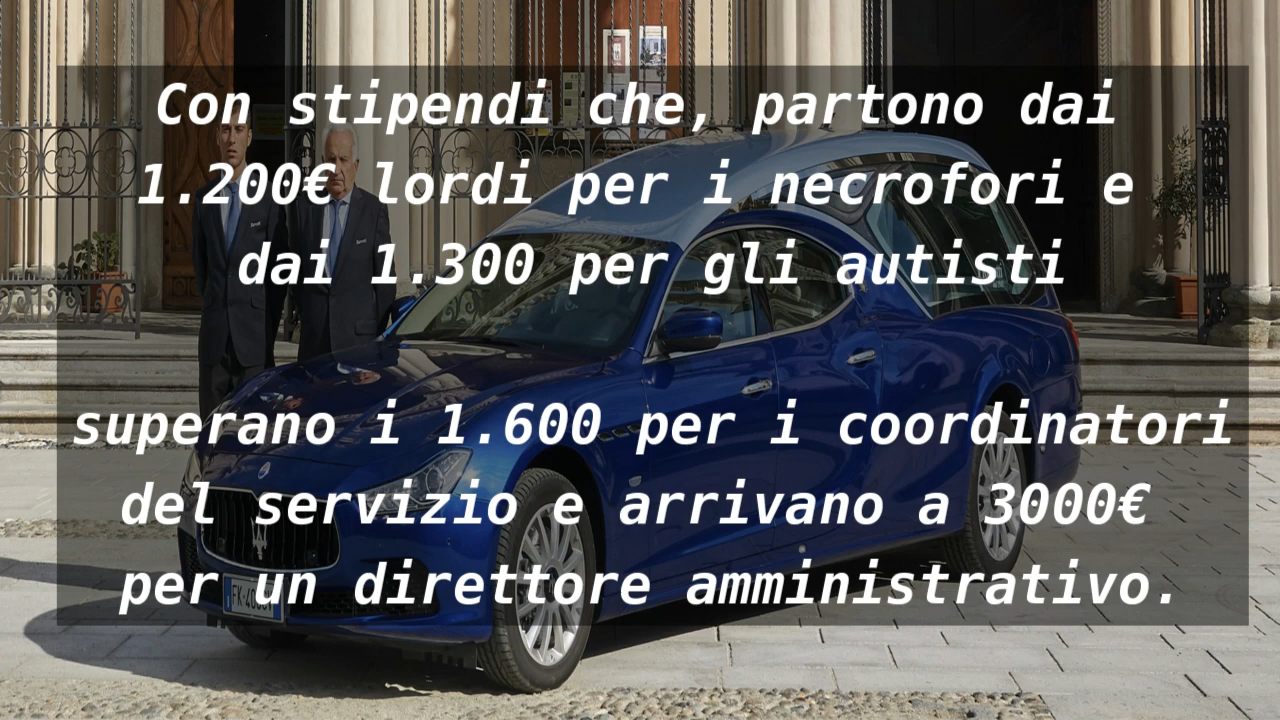 Con stipendi che, partono dai
1.200€ lordi per i necrofori e
dai 1.300 per gli autisti
superano i 1.600 per i coordinatori
del servizio e arrivano a 3000€
per un direttore amministrativo.